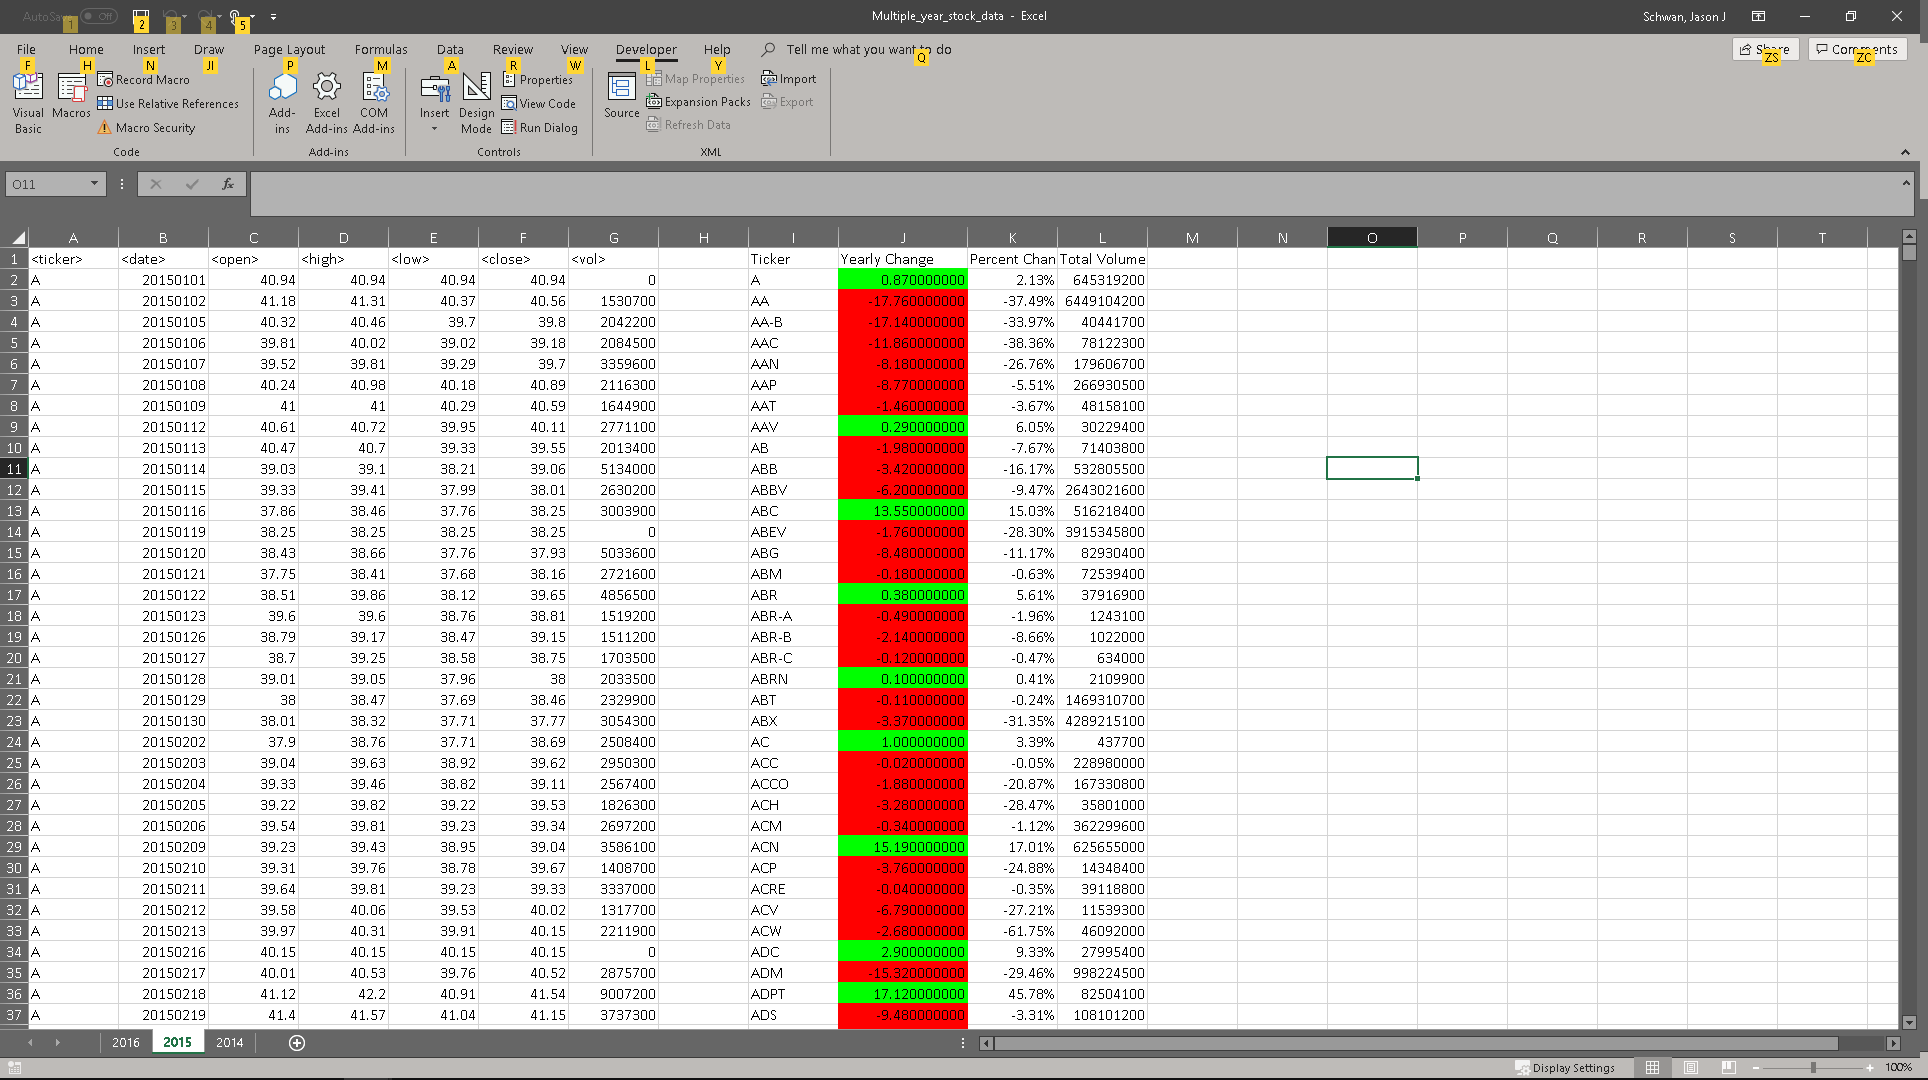 AutoSave Off
Multiple_year_stock_data - Excel
Schwan, Jason J
1 2 3 4 5
File Home Insert Draw Page Layout Formulas Data Review View Developer Help Tell me what you want to do
Share Comments
F H N JI P M A R W L Y Q ZS ZC
Visual Basic
Macros
Record Macro
Use Relative References
Macro Security
Code
Add-ins
Excel Add-ins
COM Add-ins
Add-ins
Insert
Design Mode
Properties
View Code
Run Dialog
Controls
Source
Map Properties
Expansion Packs
Refresh Data
Import
Export
XML
O11
fx
A B C D E F G H I J K L M N O P Q R S T
1 <ticker> <date> <open> <high> <low> <close> <vol> Ticker Yearly Change Percent Chan Total Volume
2 A 20150101 40.94 40.94 40.94 40.94 0 A 0.870000000 2.13% 645319200
3 A 20150102 41.18 41.31 40.37 40.56 1530700 AA -17.760000000 -37.49% 6449104200
4 A 20150105 40.32 40.46 39.7 39.8 2042200 AA-B -17.140000000 -33.97% 40441700
5 A 20150106 39.81 40.02 39.02 39.18 2084500 AAC -11.860000000 -38.36% 78122300
6 A 20150107 39.52 39.81 39.29 39.7 3359600 AAN -8.180000000 -26.76% 179606700
7 A 20150108 40.24 40.98 40.18 40.89 2116300 AAP -8.770000000 -5.51% 266930500
8 A 20150109 41 41 40.29 40.59 1644900 AAT -1.460000000 -3.67% 48158100
9 A 20150112 40.61 40.72 39.95 40.11 2771100 AAV 0.290000000 6.05% 30229400
10 A 20150113 40.47 40.7 39.33 39.55 2013400 AB -1.980000000 -7.67% 71403800
11 A 20150114 39.03 39.1 38.21 39.06 5134000 ABB -3.420000000 -16.17% 532805500
12 A 20150115 39.33 39.41 37.99 38.01 2630200 ABBV -6.200000000 -9.47% 2643021600
13 A 20150116 37.86 38.46 37.76 38.25 3003900 ABC 13.550000000 15.03% 516218400
14 A 20150119 38.25 38.25 38.25 38.25 0 ABEV -1.760000000 -28.30% 3915345800
15 A 20150120 38.43 38.66 37.76 37.93 5033600 ABG -8.480000000 -11.17% 82930400
16 A 20150121 37.75 38.41 37.68 38.16 2721600 ABM -0.180000000 -0.63% 72539400
17 A 20150122 38.51 39.86 38.12 39.65 4856500 ABR 0.380000000 5.61% 37916900
18 A 20150123 39.6 39.6 38.76 38.81 1519200 ABR-A -0.490000000 -1.96% 1243100
19 A 20150126 38.79 39.17 38.47 39.15 1511200 ABR-B -2.140000000 -8.66% 1022000
20 A 20150127 38.7 39.25 38.58 38.75 1703500 ABR-C -0.120000000 -0.47% 634000
21 A 20150128 39.01 39.05 37.96 38 2033500 ABRN 0.100000000 0.41% 2109900
22 A 20150129 38 38.47 37.69 38.46 2329900 ABT -0.110000000 -0.24% 1469310700
23 A 20150130 38.01 38.32 37.71 37.77 3054300 ABX -3.370000000 -31.35% 4289215100
24 A 20150202 37.9 38.76 37.71 38.69 2508400 AC 1.000000000 3.39% 437700
25 A 20150203 39.04 39.63 38.92 39.62 2950300 ACC -0.020000000 -0.05% 228980000
26 A 20150204 39.33 39.46 38.82 39.11 2567400 ACCO -1.880000000 -20.87% 167330800
27 A 20150205 39.22 39.82 39.22 39.53 1826300 ACH -3.280000000 -28.47% 35801000
28 A 20150206 39.54 39.81 39.23 39.34 2697200 ACM -0.340000000 -1.12% 362299600
29 A 20150209 39.23 39.43 38.95 39.04 3586100 ACN 15.190000000 17.01% 625655000
30 A 20150210 39.31 39.76 38.78 39.67 1408700 ACP -3.760000000 -24.88% 14348400
31 A 20150211 39.64 39.81 39.23 39.33 3337000 ACRE -0.040000000 -0.35% 39118800
32 A 20150212 39.58 40.06 39.53 40.02 1317700 ACV -6.790000000 -27.21% 11539300
33 A 20150213 39.97 40.31 39.91 40.15 2211900 ACW -2.680000000 -61.75% 46092000
34 A 20150216 40.15 40.15 40.15 40.15 0 ADC 2.900000000 9.33% 27995400
35 A 20150217 40.01 40.53 39.76 40.52 2875700 ADM -15.320000000 -29.46% 998224500
36 A 20150218 41.12 42.2 40.91 41.54 9007200 ADPT 17.120000000 45.78% 82504100
37 A 20150219 41.4 41.57 41.04 41.15 3737300 ADS -9.480000000 -3.31% 108101200
2016 2015 2014
Display Settings 100%